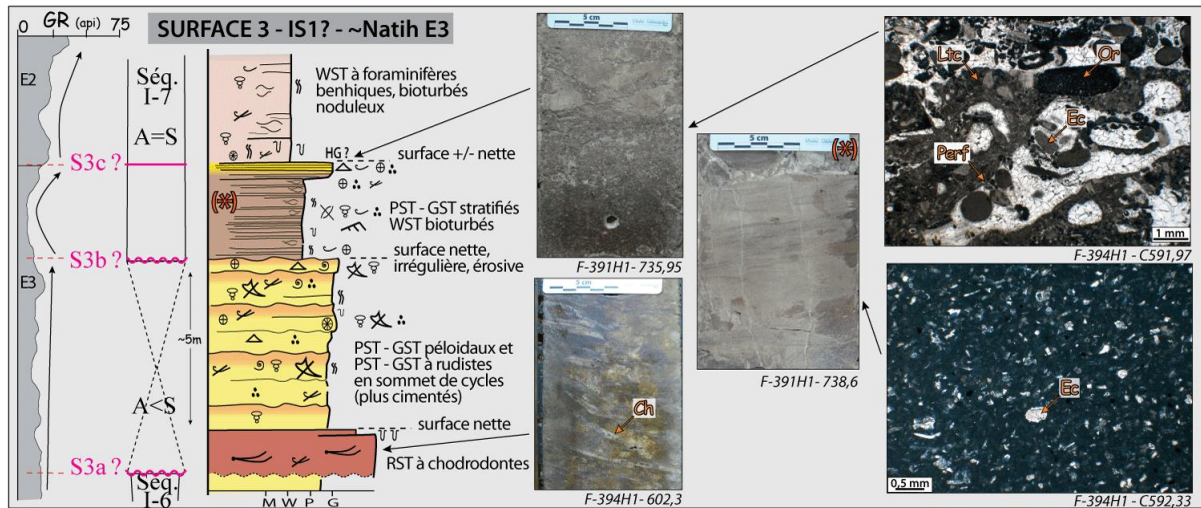 0 GR (api) 75
SURFACE 3 - IS1? - ~Natih E3
E2
Séq.
I-7
A=S
S3c ?
S3b ?
E3
~5m
A<S
S3a ?
Séq.
I-6
M W P G
WST à foraminifères
benhiques, bioturbés
noduleux
HG ?
surface +/- nette
(*)
PST - GST stratifiés
WST bioturbés
surface nette,
irrégulière, érosive
PST - GST péloidaux et
PST - GST à rudistes
en sommet de cycles
(plus cimentés)
surface nette
RST à chodrodontes
5 cm
F-391H1- 735,95
5 cm
Ch
F-394H1 - 602,3
5 cm
(*)
F-391H1 - 738,6
Ltc
Or
Ec
Perf
1 mm
F-394H1 - C591,97
Ec
0,5 mm
F-394H1 - C592,33